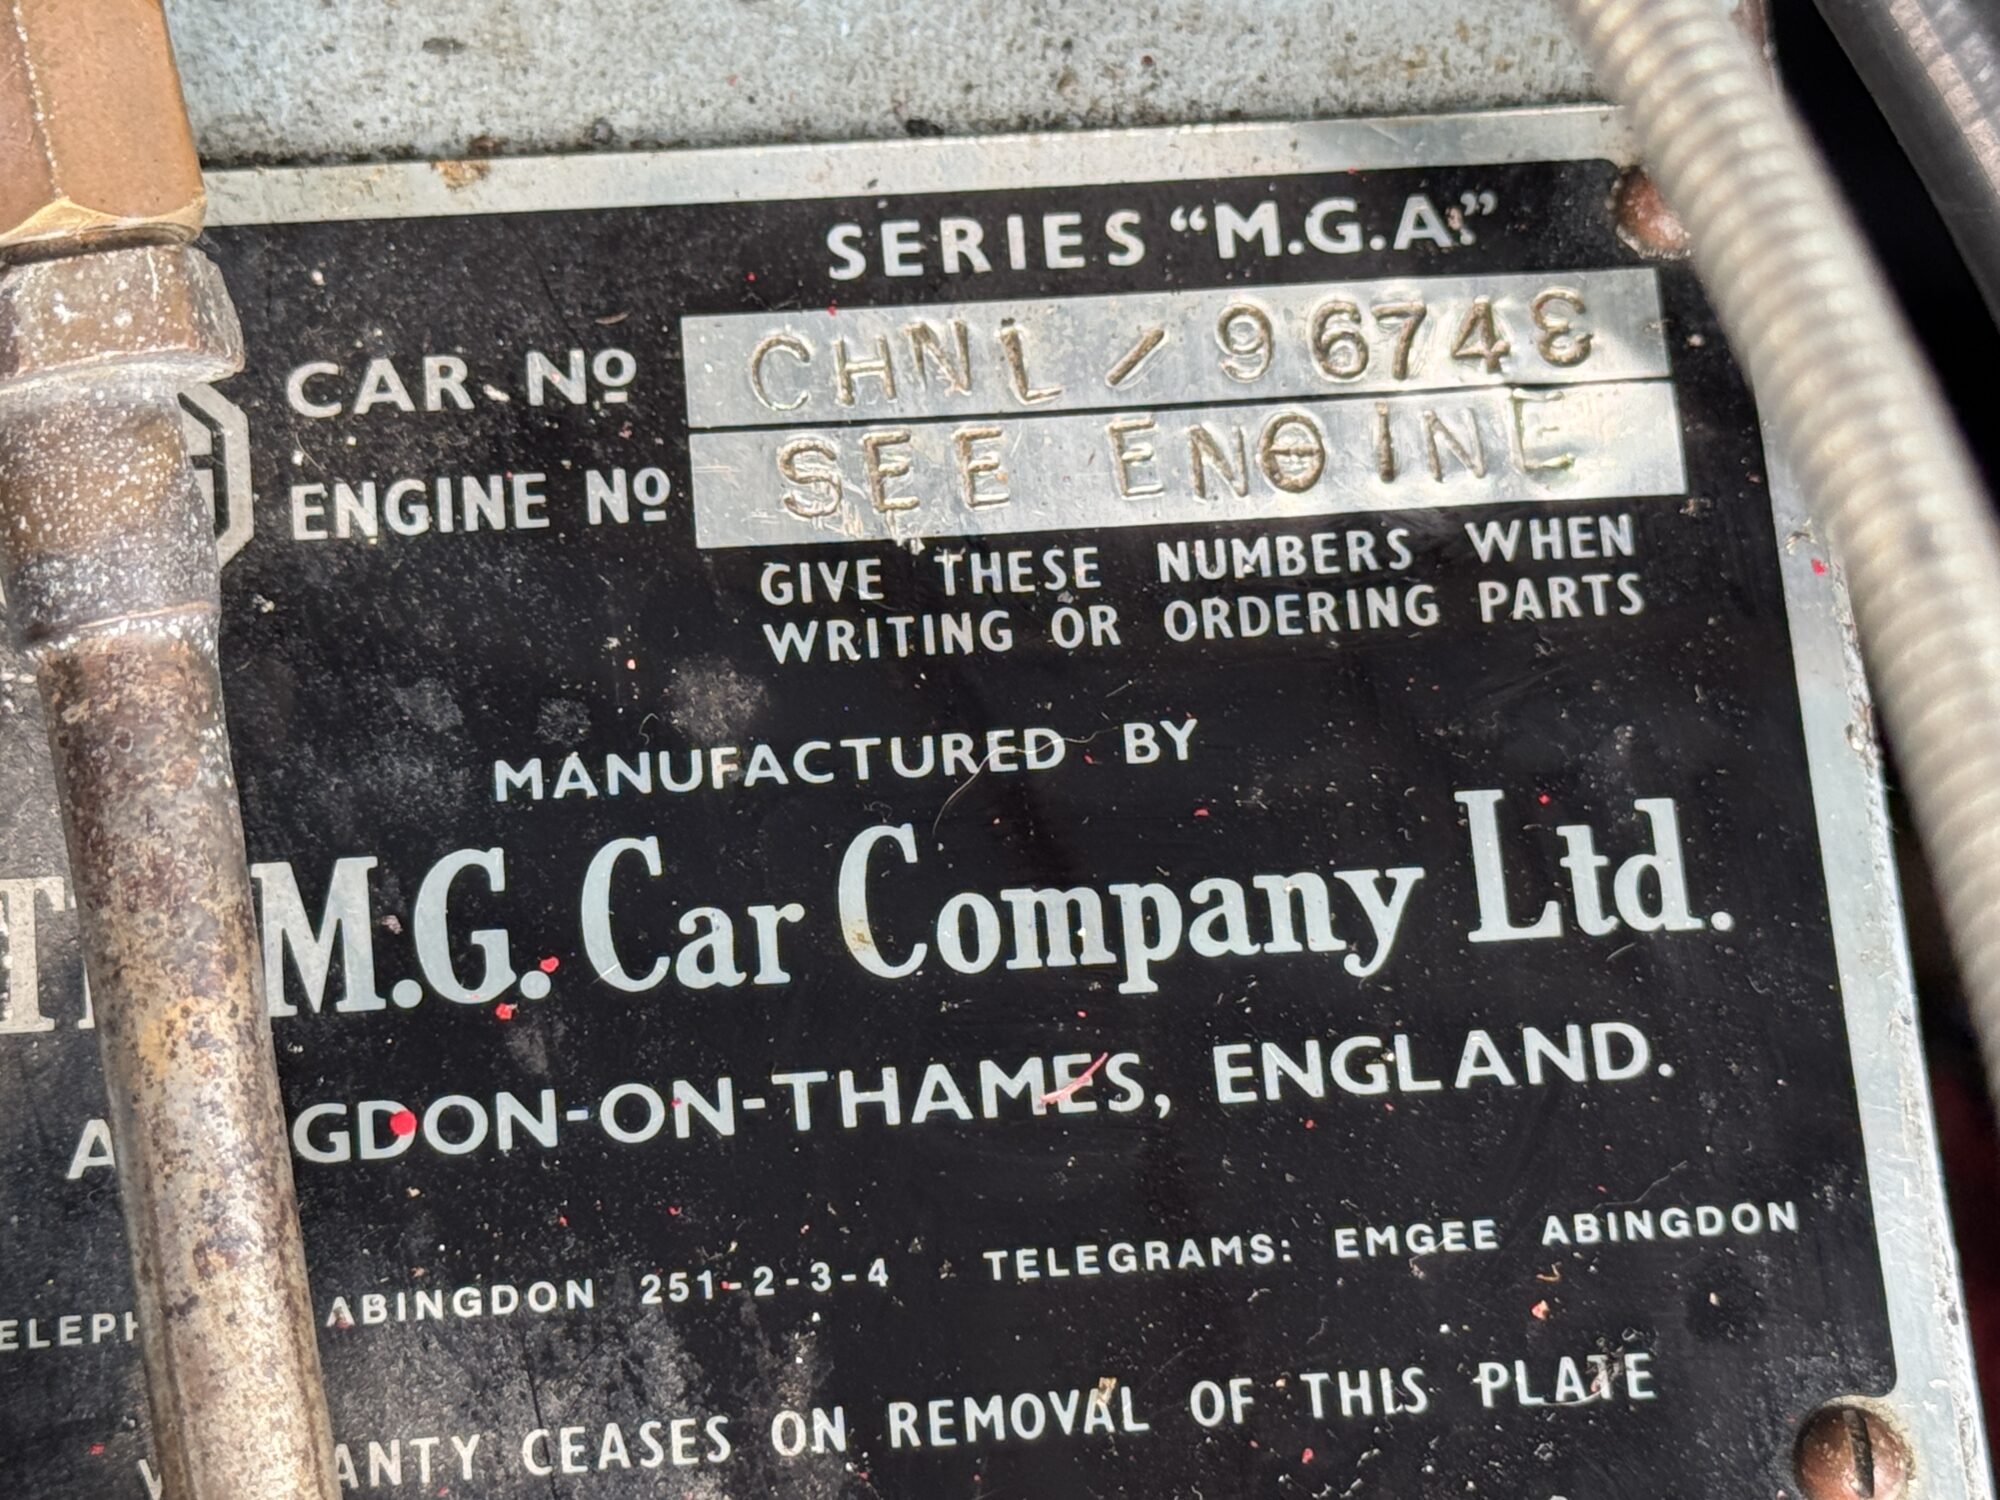 SERIES "M.G.A."
CAR Nº CHNL/96748
ENGINE Nº SEE ENGINE
GIVE THESE NUMBERS WHEN
WRITING OR ORDERING PARTS
MANUFACTURED BY
M.G. Car Company Ltd.
GDON-ON-THAMES, ENGLAND.
ABINGDON 251-2-3-4 TELEGRAMS: EMGEE ABINGDON
ANTY CEASES ON REMOVAL OF THIS PLATE